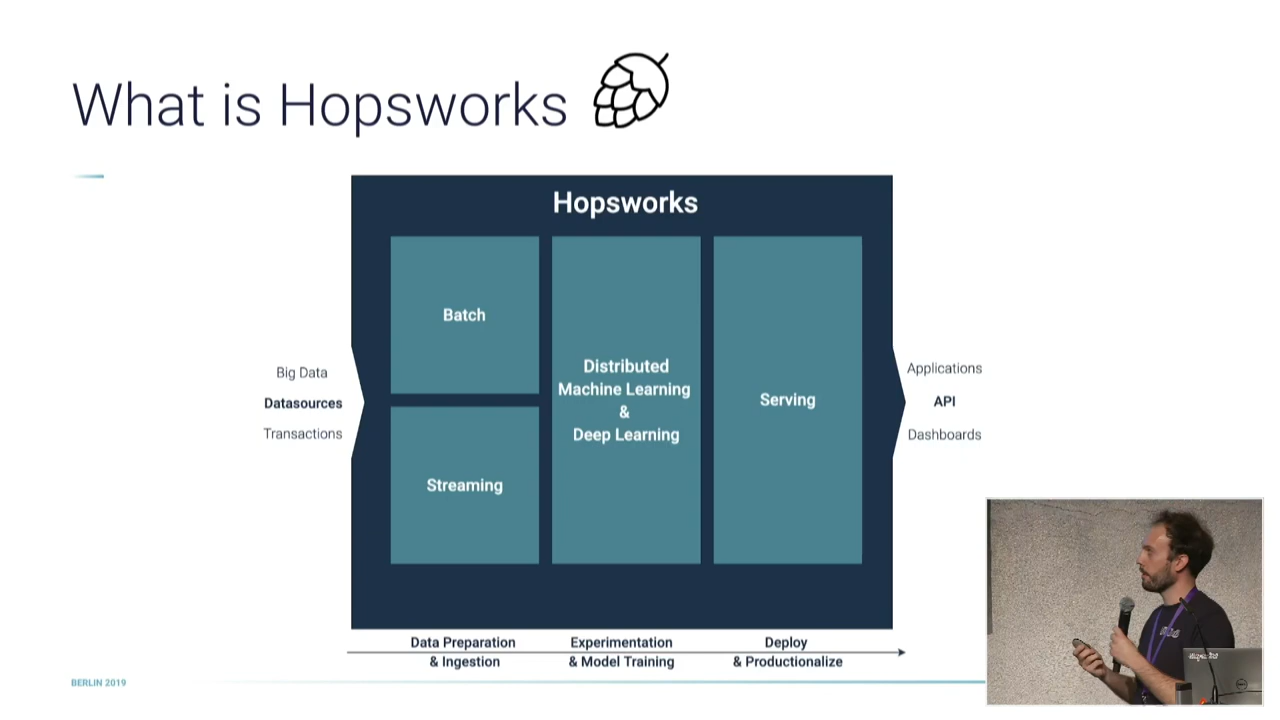 What is Hopsworks
Hopsworks
Batch
Streaming
Distributed
Machine Learning
&
Deep Learning
Serving
Big Data
Datasources
Transactions
Applications
API
Dashboards
Data Preparation
& Ingestion
Experimentation
& Model Training
Deploy
& Productionalize
BERLIN 2019